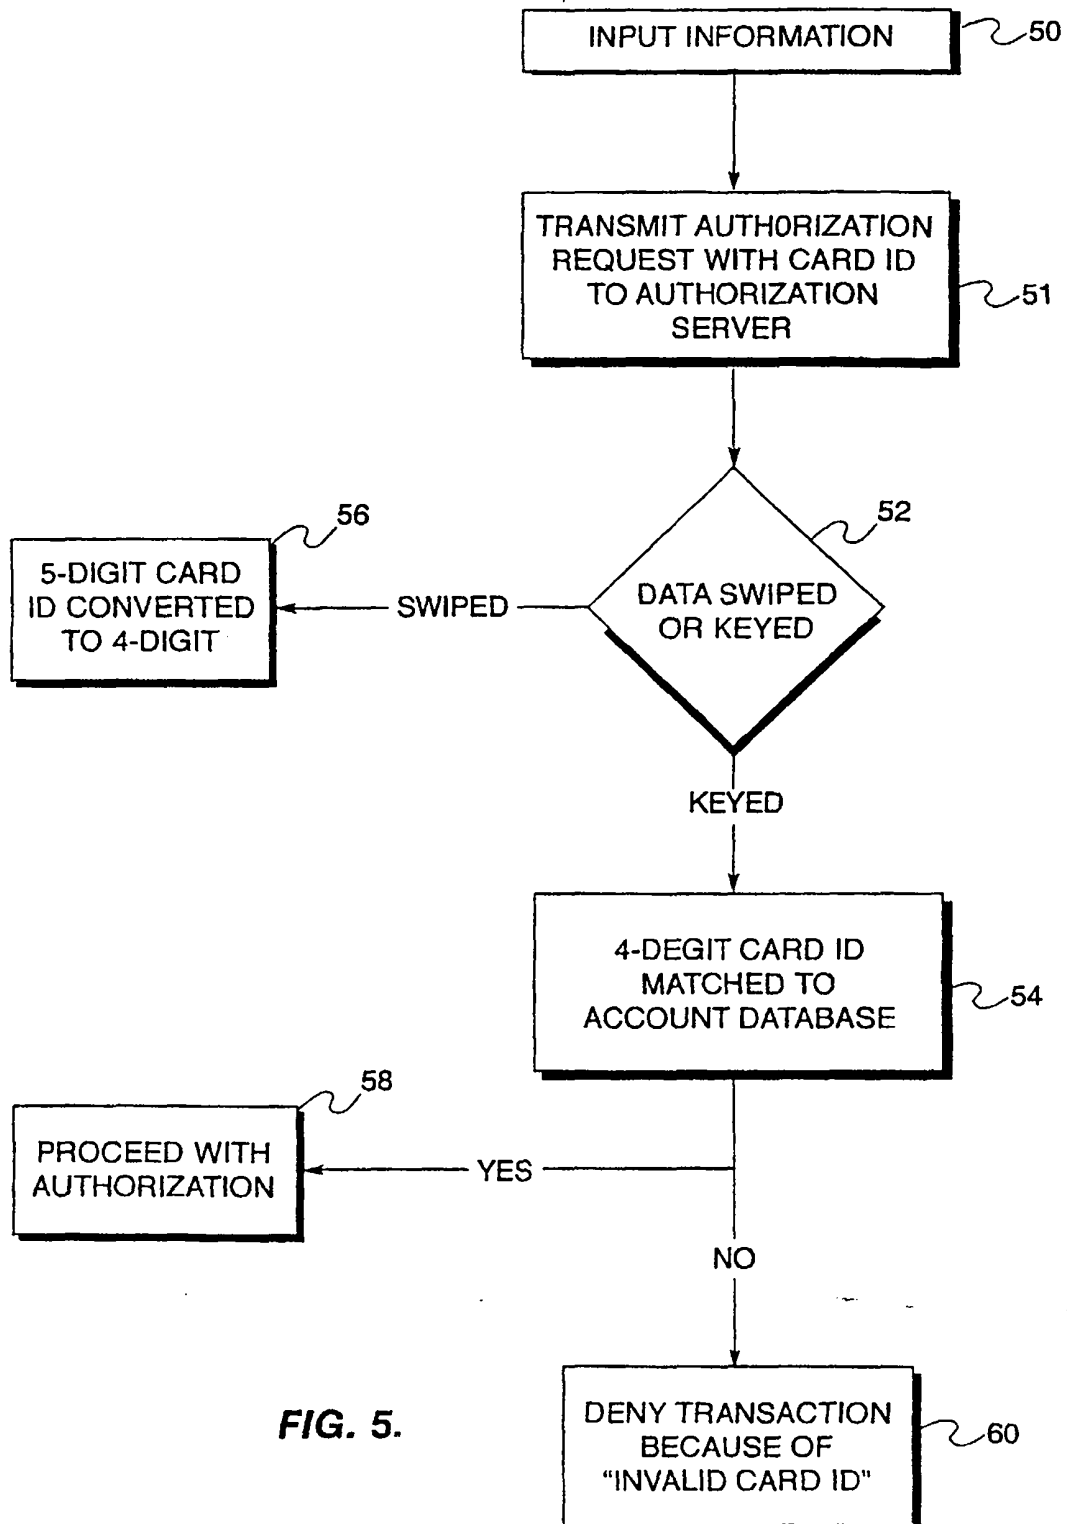 INPUT INFORMATION
50
TRANSMIT AUTHORIZATION
REQUEST WITH CARD ID
TO AUTHORIZATION
SERVER
51
52
DATA SWIPED
OR KEYED
SWIPED
56
5-DIGIT CARD
ID CONVERTED
TO 4-DIGIT
KEYED
4-DEGIT CARD ID
MATCHED TO
ACCOUNT DATABASE
54
58
PROCEED WITH
AUTHORIZATION
YES
NO
DENY TRANSACTION
BECAUSE OF
“INVALID CARD ID”
60
FIG. 5.